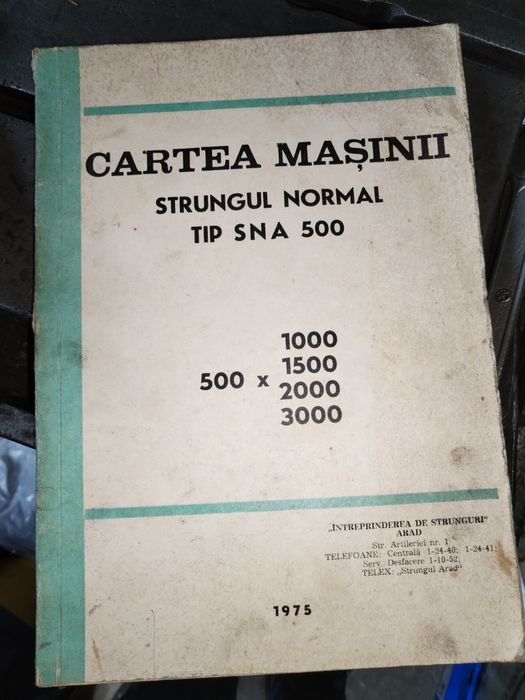 CARTEA MAȘINII
STRUNGUL NORMAL
TIP SNA 500
1000
1500
500 x
2000
3000
„ÎNTREPRINDEREA DE STRUNGURI"
ARAD
Str. Artileriei nr. 1
TELEFOANE: Centrală 1-24-40; 1-24-41;
Serv. Desfacere 1-10-52;
TELEX: „Strungul Arad"
1975